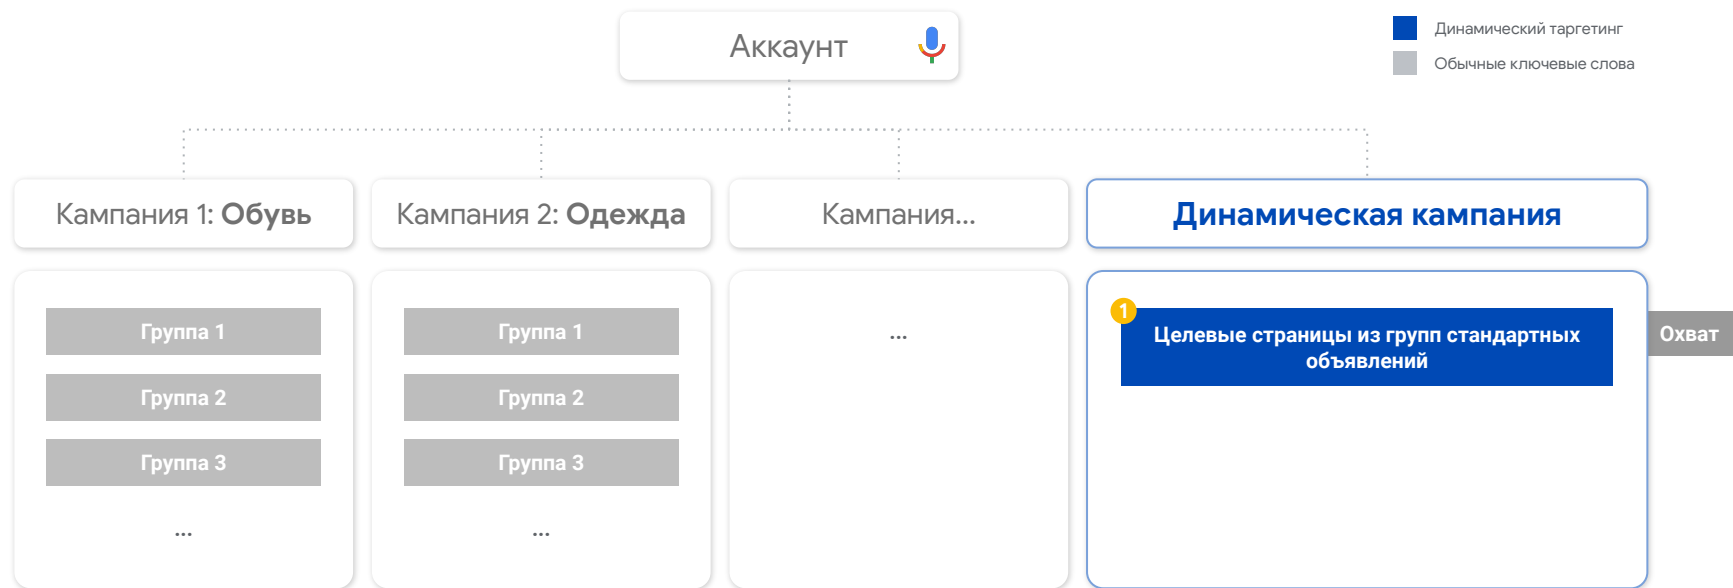 Аккаунт
Динамический таргетинг
Обычные ключевые слова
Кампания 1: Обувь
Кампания 2: Одежда
Кампания...
Динамическая кампания
Группа 1
Группа 2
Группа 3
...
Группа 1
Группа 2
Группа 3
...
...
1
Целевые страницы из групп стандартных
объявлений
Охват